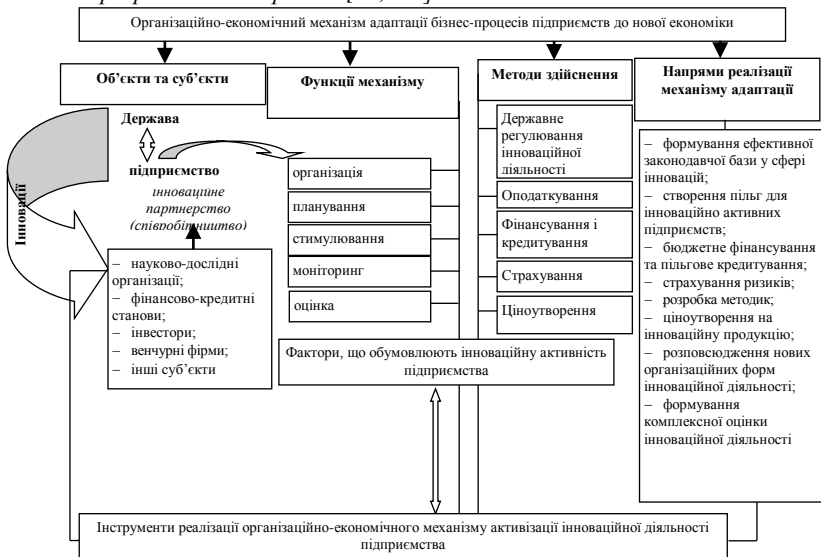 Організаційно-економічний механізм адаптації бізнес-процесів підприємств до нової економіки
Об’єкти та суб’єкти
Функції механізму
Методи здійснення
Напрями реалізації
механізму адаптації
Інновації
Держава
підприємство
інноваційне
партнерство
(співробітництво)
– науково-дослідні
організації;
– фінансово-кредитні
станови;
– інвестори;
– венчурні фірми;
– інші суб’єкти
організація
планування
стимулювання
моніторинг
оцінка
Державне
регулювання
інноваційної
діяльності
Оподаткування
Фінансування і
кредитування
Страхування
Ціноутворення
– формування ефективної
законодавчої бази у сфері
інновацій;
– створення пільг для
інноваційно активних
підприємств;
– бюджетне фінансування
та пільгове кредитування;
– страхування ризиків;
– розробка методик;
– ціноутворення на
інноваційну продукцію;
– розповсюдження нових
організаційних форм
інноваційної діяльності;
– формування
комплексної оцінки
інноваційної діяльності
Фактори, що обумовлюють інноваційну активність
підприємства
Інструменти реалізації організаційно-економічного механізму активізації інноваційної діяльності
підприємства